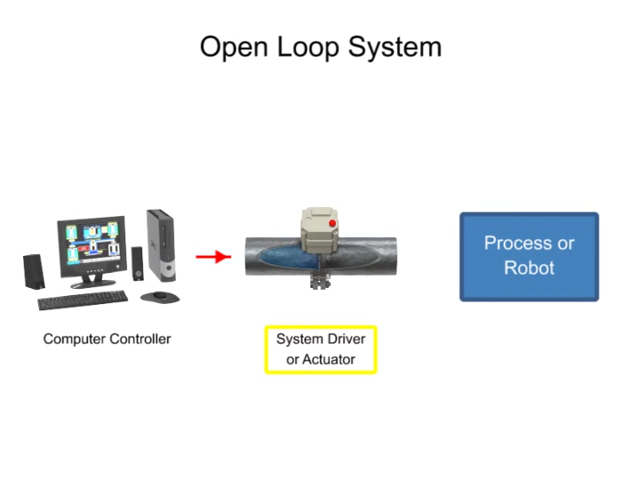 Open Loop System
Process or
Robot
Computer Controller
System Driver
or Actuator